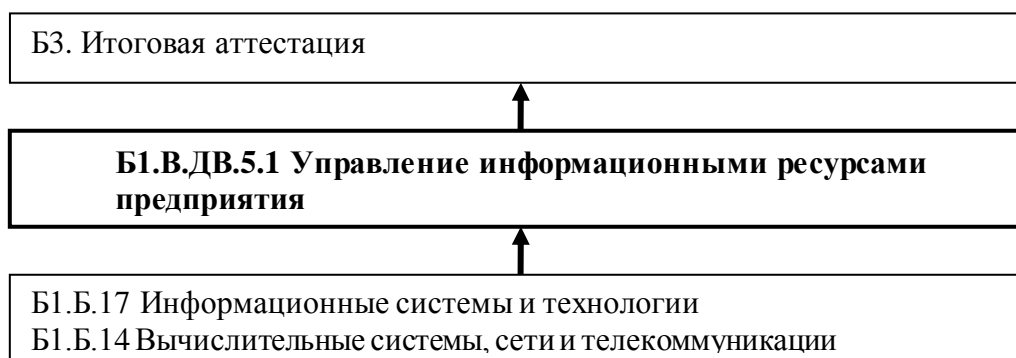 Б3. Итоговая аттестация
Б1.В.ДВ.5.1 Управление информационными ресурсами
предприятия
Б1.Б.17 Информационные системы и технологии
Б1.Б.14 Вычислительные системы, сети и телекоммуникации